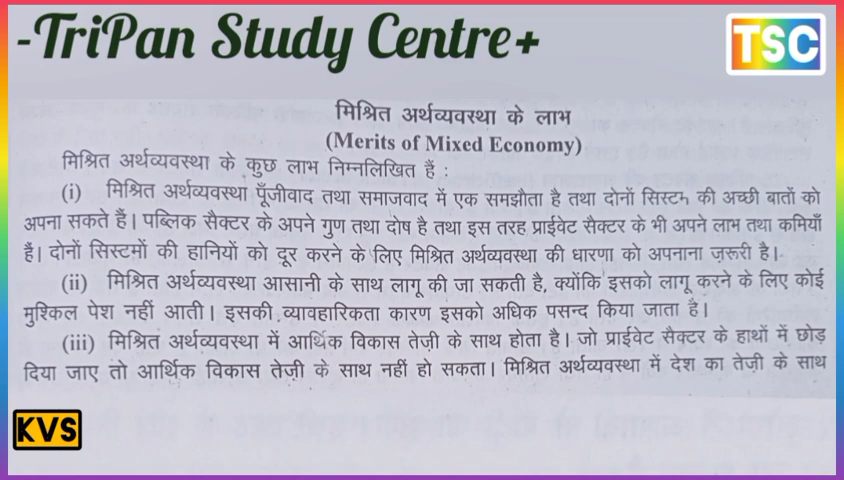 -TriPan Study Centre+
TSC
मिश्रित अर्थव्यवस्था के लाभ
(Merits of Mixed Economy)
मिश्रित अर्थव्यवस्था के कुछ लाभ निम्नलिखित हैं :
(i) मिश्रित अर्थव्यवस्था पूँजीवाद तथा समाजवाद में एक समझौता है तथा दोनों सिस्टम की अच्छी बातों को
अपना सकते हैं। पब्लिक सैक्टर के अपने गुण तथा दोष है तथा इस तरह प्राईवेट सैक्टर के भी अपने लाभ तथा कमियाँ
हैं। दोनों सिस्टमों की हानियों को दूर करने के लिए मिश्रित अर्थव्यवस्था की धारणा को अपनाना ज़रूरी है।
(ii) मिश्रित अर्थव्यवस्था आसानी के साथ लागू की जा सकती है, क्योंकि इसको लागू करने के लिए कोई
मुश्किल पेश नहीं आती। इसकी व्यावहारिकता कारण इसको अधिक पसन्द किया जाता है।
(iii) मिश्रित अर्थव्यवस्था में आर्थिक विकास तेज़ी के साथ होता है। जो प्राईवेट सैक्टर के हाथों में छोड़
दिया जाए तो आर्थिक विकास तेज़ी के साथ नहीं हो सकता। मिश्रित अर्थव्यवस्था में देश का तेज़ी के साथ
KVS